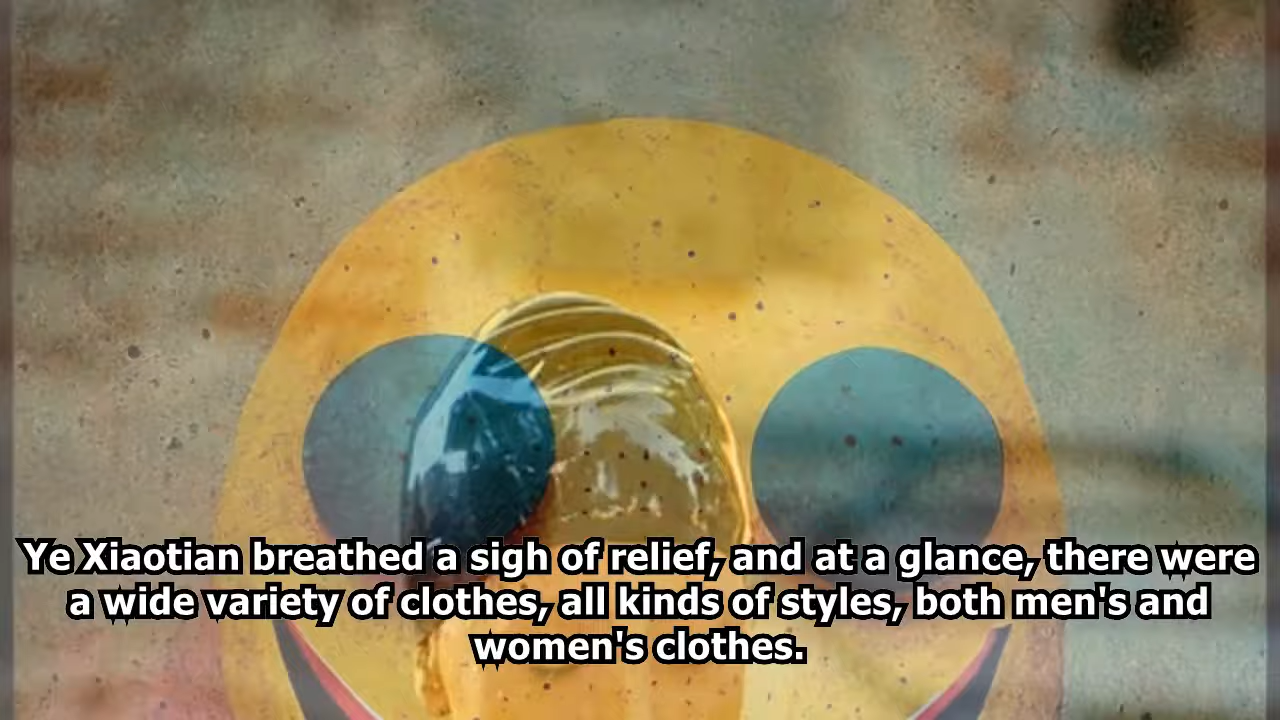 Ye Xiaotian breathed a sigh of relief, and at a glance, there were
a wide variety of clothes, all kinds of styles, both men's and
women's clothes.